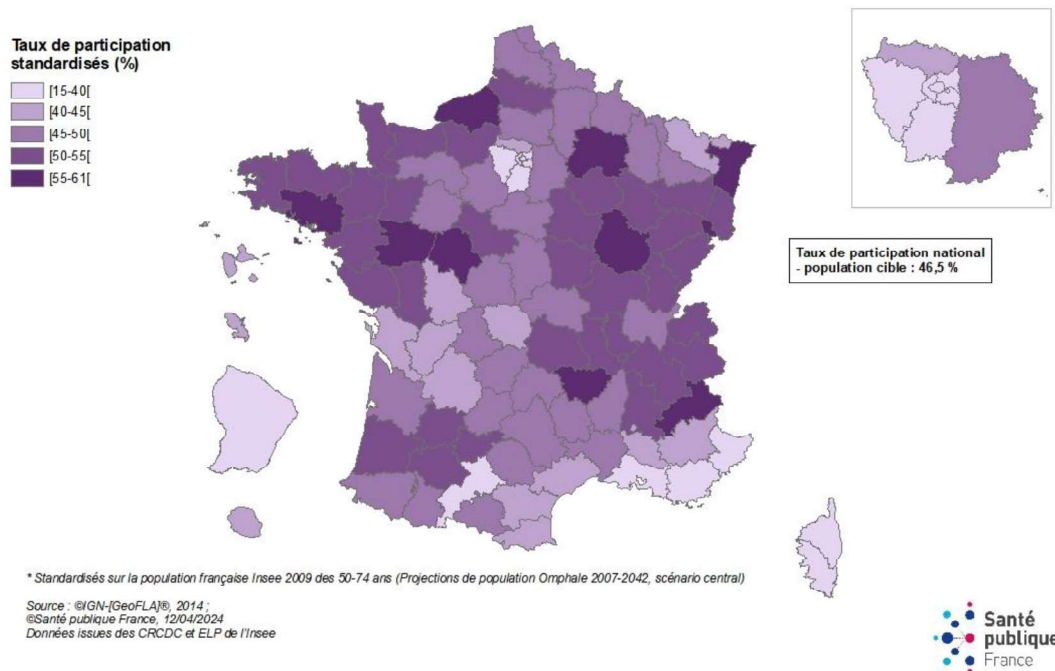 Taux de participation
standardisés (%)
[15-40[
[40-45[
[45-50[
[50-55[
[55-61[
Taux de participation national
- population cible : 46,5 %
* Standardisés sur la population française Insee 2009 des 50-74 ans (Projections de population Omphale 2007-2042, scénario central)
Source : ©IGN-[GeoFLA]®, 2014 ;
©Santé publique France, 12/04/2024
Données issues des CRCDC et ELP de l'Insee
Santé
publique
France